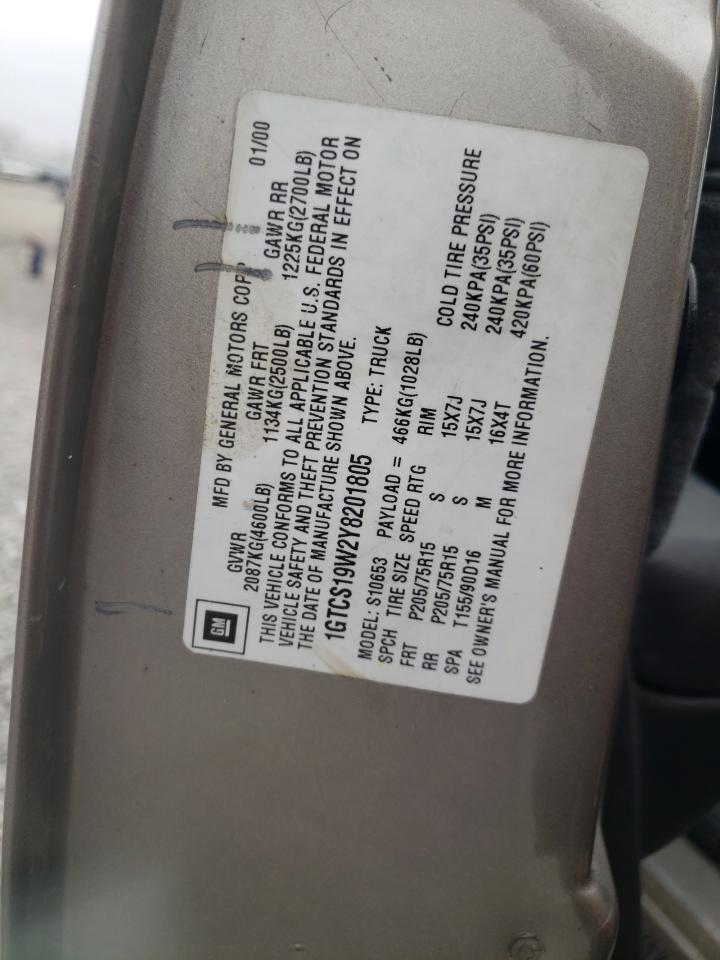 GM
MFD BY GENERAL MOTORS CORP 01/00
GVWR GAWR FRT GAWR RR
2087KG(4600LB) 1134KG(2500LB) 1225KG(2700LB)
THIS VEHICLE CONFORMS TO ALL APPLICABLE U.S. FEDERAL MOTOR
VEHICLE SAFETY AND THEFT PREVENTION STANDARDS IN EFFECT ON
THE DATE OF MANUFACTURE SHOWN ABOVE.
1GTCS19W2Y8201805 TYPE: TRUCK
MODEL: S10653 PAYLOAD = 466KG(1028LB)
SPCH TIRE SIZE SPEED RTG RIM COLD TIRE PRESSURE
FRT P205/75R15 S 15X7J 240KPA(35PSI)
RR P205/75R15 S 15X7J 240KPA(35PSI)
SPA T155/90D16 M 16X4T 420KPA(60PSI)
SEE OWNER'S MANUAL FOR MORE INFORMATION.